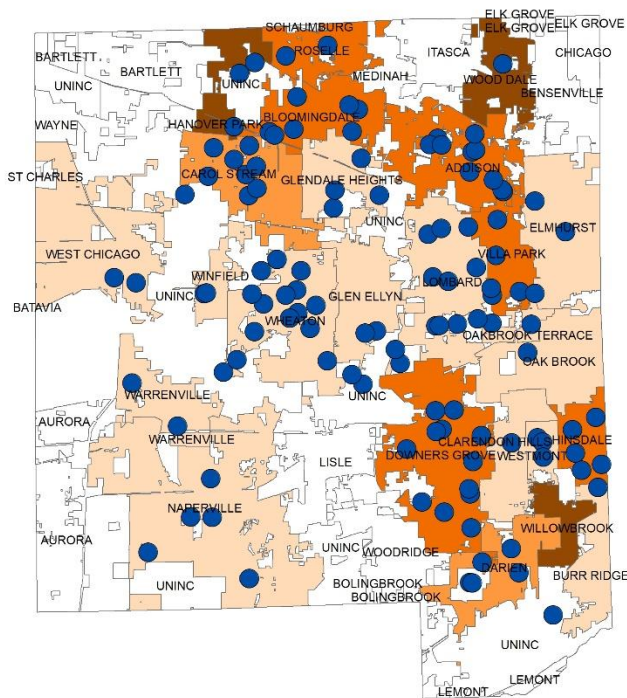 ELK GROVE
SCHAUMBURG
ELK GROVE
ELK GROVE
BARTLETT
ROSELLE
ITASCA
CHICAGO
BARTLETT
MEDINAH
UNINC
UNINC
WOOD DALE
BENSENVILLE
WAYNE
HANOVER PARK
BLOOMINGDALE
ST CHARLES
CAROL STREAM
GLENDALE HEIGHTS
ADDISON
UNINC
ELMHURST
WEST CHICAGO
VILLA PARK
WINFIELD
LOMBARD
BATAVIA
UNINC
GLEN ELLYN
WHEATON
OAKBROOK TERRACE
OAK BROOK
UNINC
WARRENVILLE
AURORA
WARRENVILLE
CLARENDON HILLS
HINSDALE
DOWNERS GROVE
WESTMONT
LISLE
NAPERVILLE
WILLOWBROOK
AURORA
UNINC
WOODRIDGE
DARIEN
BURR RIDGE
UNINC
BOLINGBROOK
BOLINGBROOK
UNINC
LEMONT
LEMONT